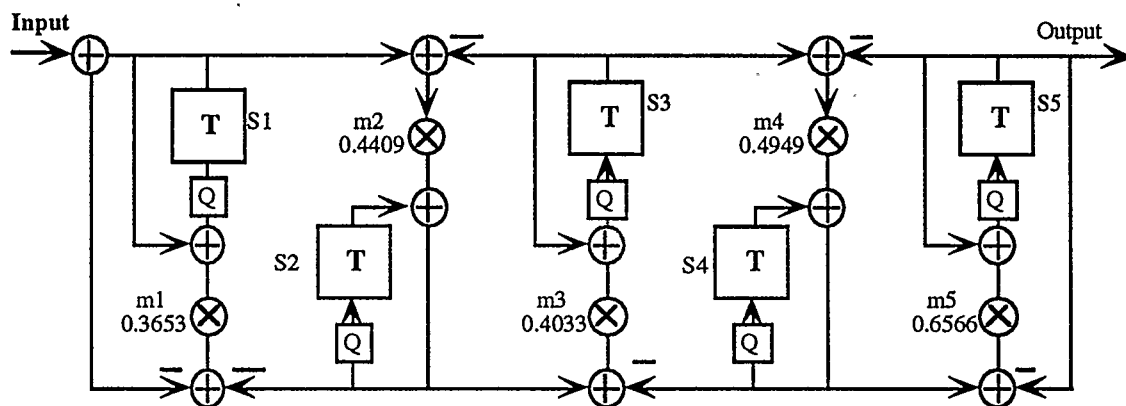 Input
Output
T
S1
m2
0.4409
S3
T
m4
0.4949
S5
T
Q
Q
Q
S2
T
S4
T
m1
0.3653
Q
m3
0.4033
Q
m5
0.6566